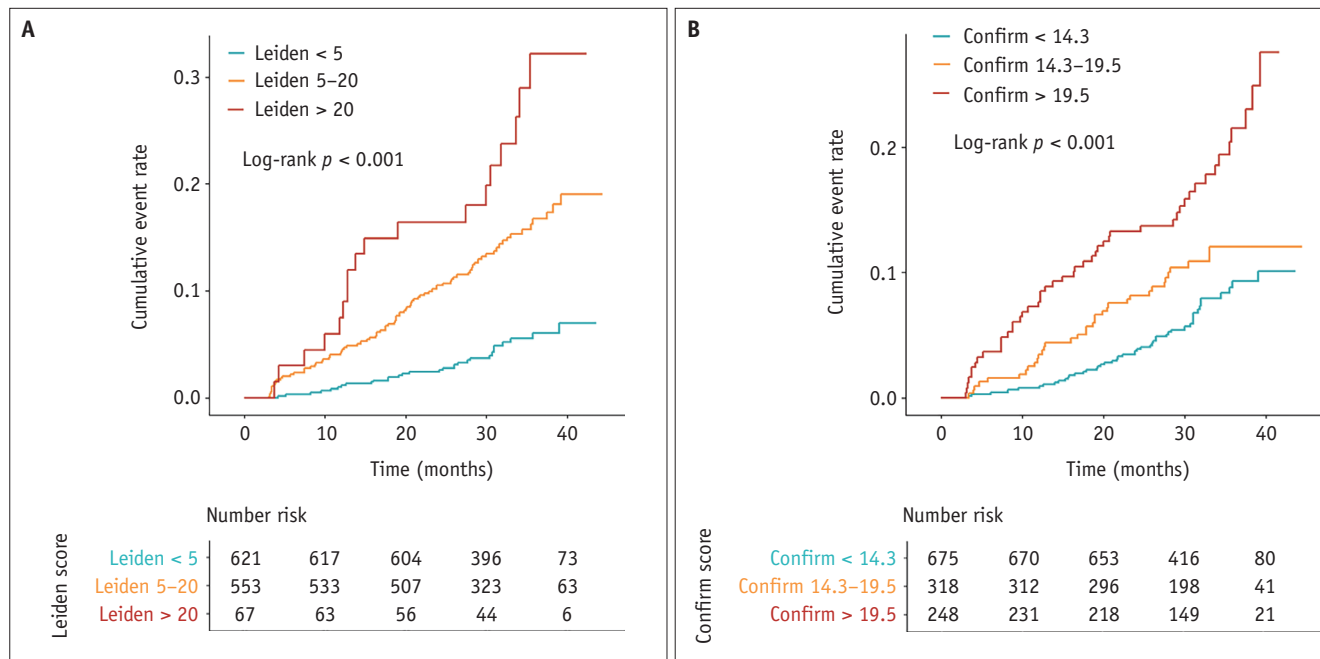 A
Leiden < 5
Leiden 5–20
Leiden > 20
Log-rank p < 0.001
Cumulative event rate
0.3
0.2
0.1
0.0
0 10 20 30 40
Time (months)
Number risk
Leiden score
Leiden < 5 621 617 604 396 73
Leiden 5–20 553 533 507 323 63
Leiden > 20 67 63 56 44 6
B
Confirm < 14.3
Confirm 14.3–19.5
Confirm > 19.5
Log-rank p < 0.001
Cumulative event rate
0.2
0.1
0.0
0 10 20 30 40
Time (months)
Number risk
Confirm score
Confirm < 14.3 675 670 653 416 80
Confirm 14.3–19.5 318 312 296 198 41
Confirm > 19.5 248 231 218 149 21